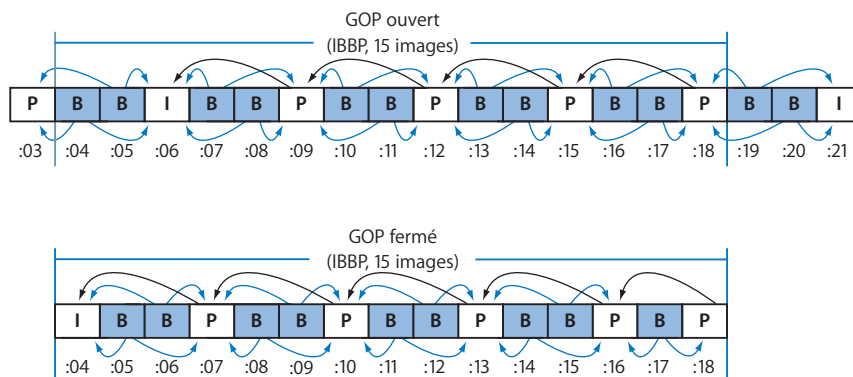 GOP ouvert
(IBBP, 15 images)
P B B I B B P B B P B B P B B P B B I
:03 :04 :05 :06 :07 :08 :09 :10 :11 :12 :13 :14 :15 :16 :17 :18 :19 :20 :21
GOP fermé
(IBBP, 15 images)
I B B P B B P B B P B B P B P
:04 :05 :06 :07 :08 :09 :10 :11 :12 :13 :14 :15 :16 :17 :18